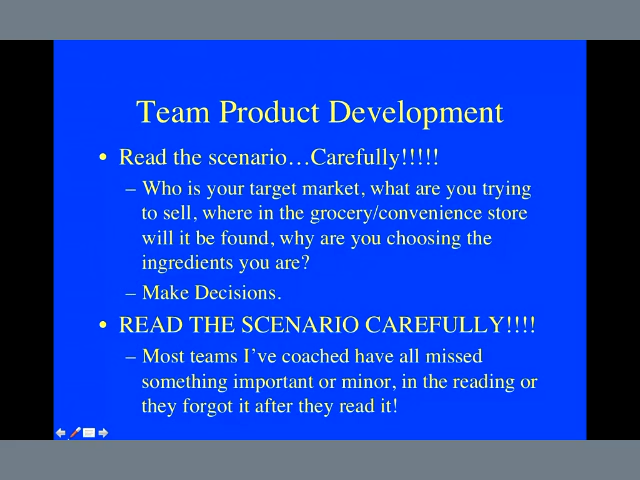 Team Product Development
• Read the scenario…Carefully!!!!!
– Who is your target market, what are you trying
to sell, where in the grocery/convenience store
will it be found, why are you choosing the
ingredients you are?
– Make Decisions.
• READ THE SCENARIO CAREFULLY!!!!
– Most teams I’ve coached have all missed
something important or minor, in the reading or
they forgot it after they read it!